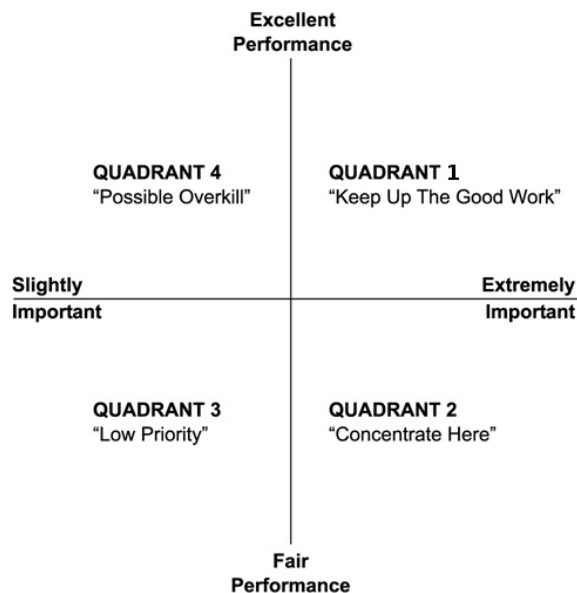 Excellent
Performance
QUADRANT 4
“Possible Overkill”
QUADRANT 1
“Keep Up The Good Work”
Slightly
Important
Extremely
Important
QUADRANT 3
“Low Priority”
QUADRANT 2
“Concentrate Here”
Fair
Performance